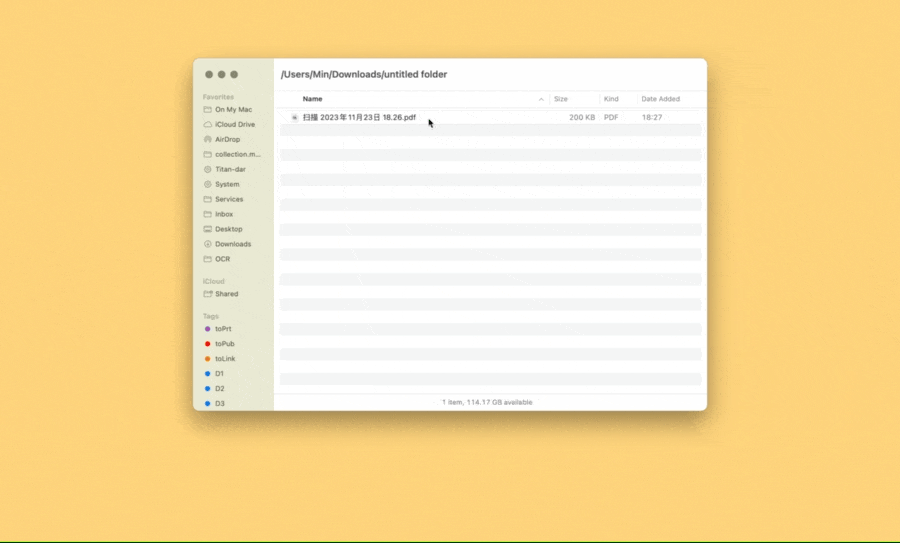 /Users/Min/Downloads/untitled folder
Favorites
On My Mac
iCloud Drive
AirDrop
collection.m...
Titan-dar
System
Services
Inbox
Desktop
Downloads
OCR
iCloud
Shared
Tags
toPrt
toPub
toLink
D1
D2
D3
Name Size Kind Date Added
扫描 2023年11月23日 18.26.pdf 200 KB PDF 18:27
1 item, 114.17 GB available